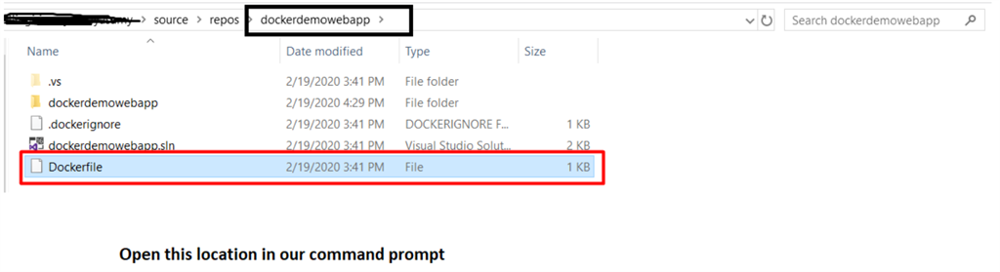 source > repos > dockerdemowebapp >
Search dockerdemowebapp
Name Date modified Type Size
.vs 2/19/2020 3:41 PM File folder
dockerdemowebapp 2/19/2020 4:29 PM File folder
.dockerignore 2/19/2020 3:41 PM DOCKERIGNORE F... 1 KB
dockerdemowebapp.sln 2/19/2020 3:41 PM Visual Studio Solut... 2 KB
Dockerfile 2/19/2020 3:41 PM File 1 KB
Open this location in our command prompt